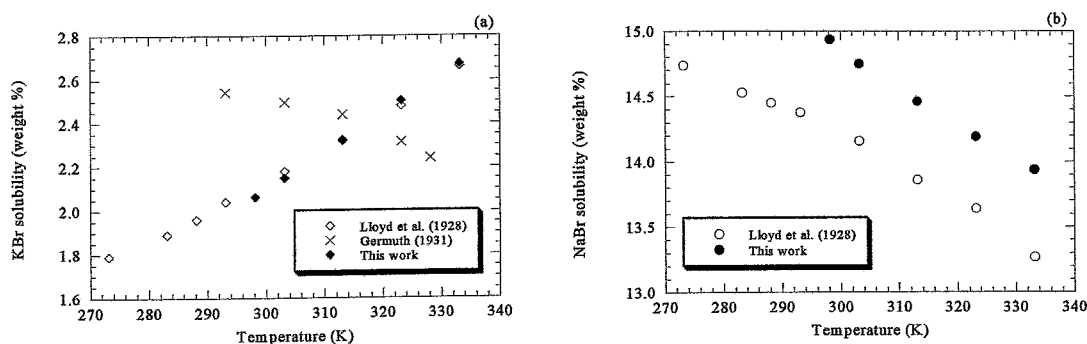 (a)
KBr solubility (weight %)
2.8
2.6
2.4
2.2
2.0
1.8
1.6
Lloyd et al. (1928)
Germuth (1931)
This work
270 280 290 300 310 320 330 340
Temperature (K)
(b)
NaBr solubility (weight %)
15.0
14.5
14.0
13.5
13.0
Lloyd et al. (1928)
This work
270 280 290 300 310 320 330 340
Temperature (K)